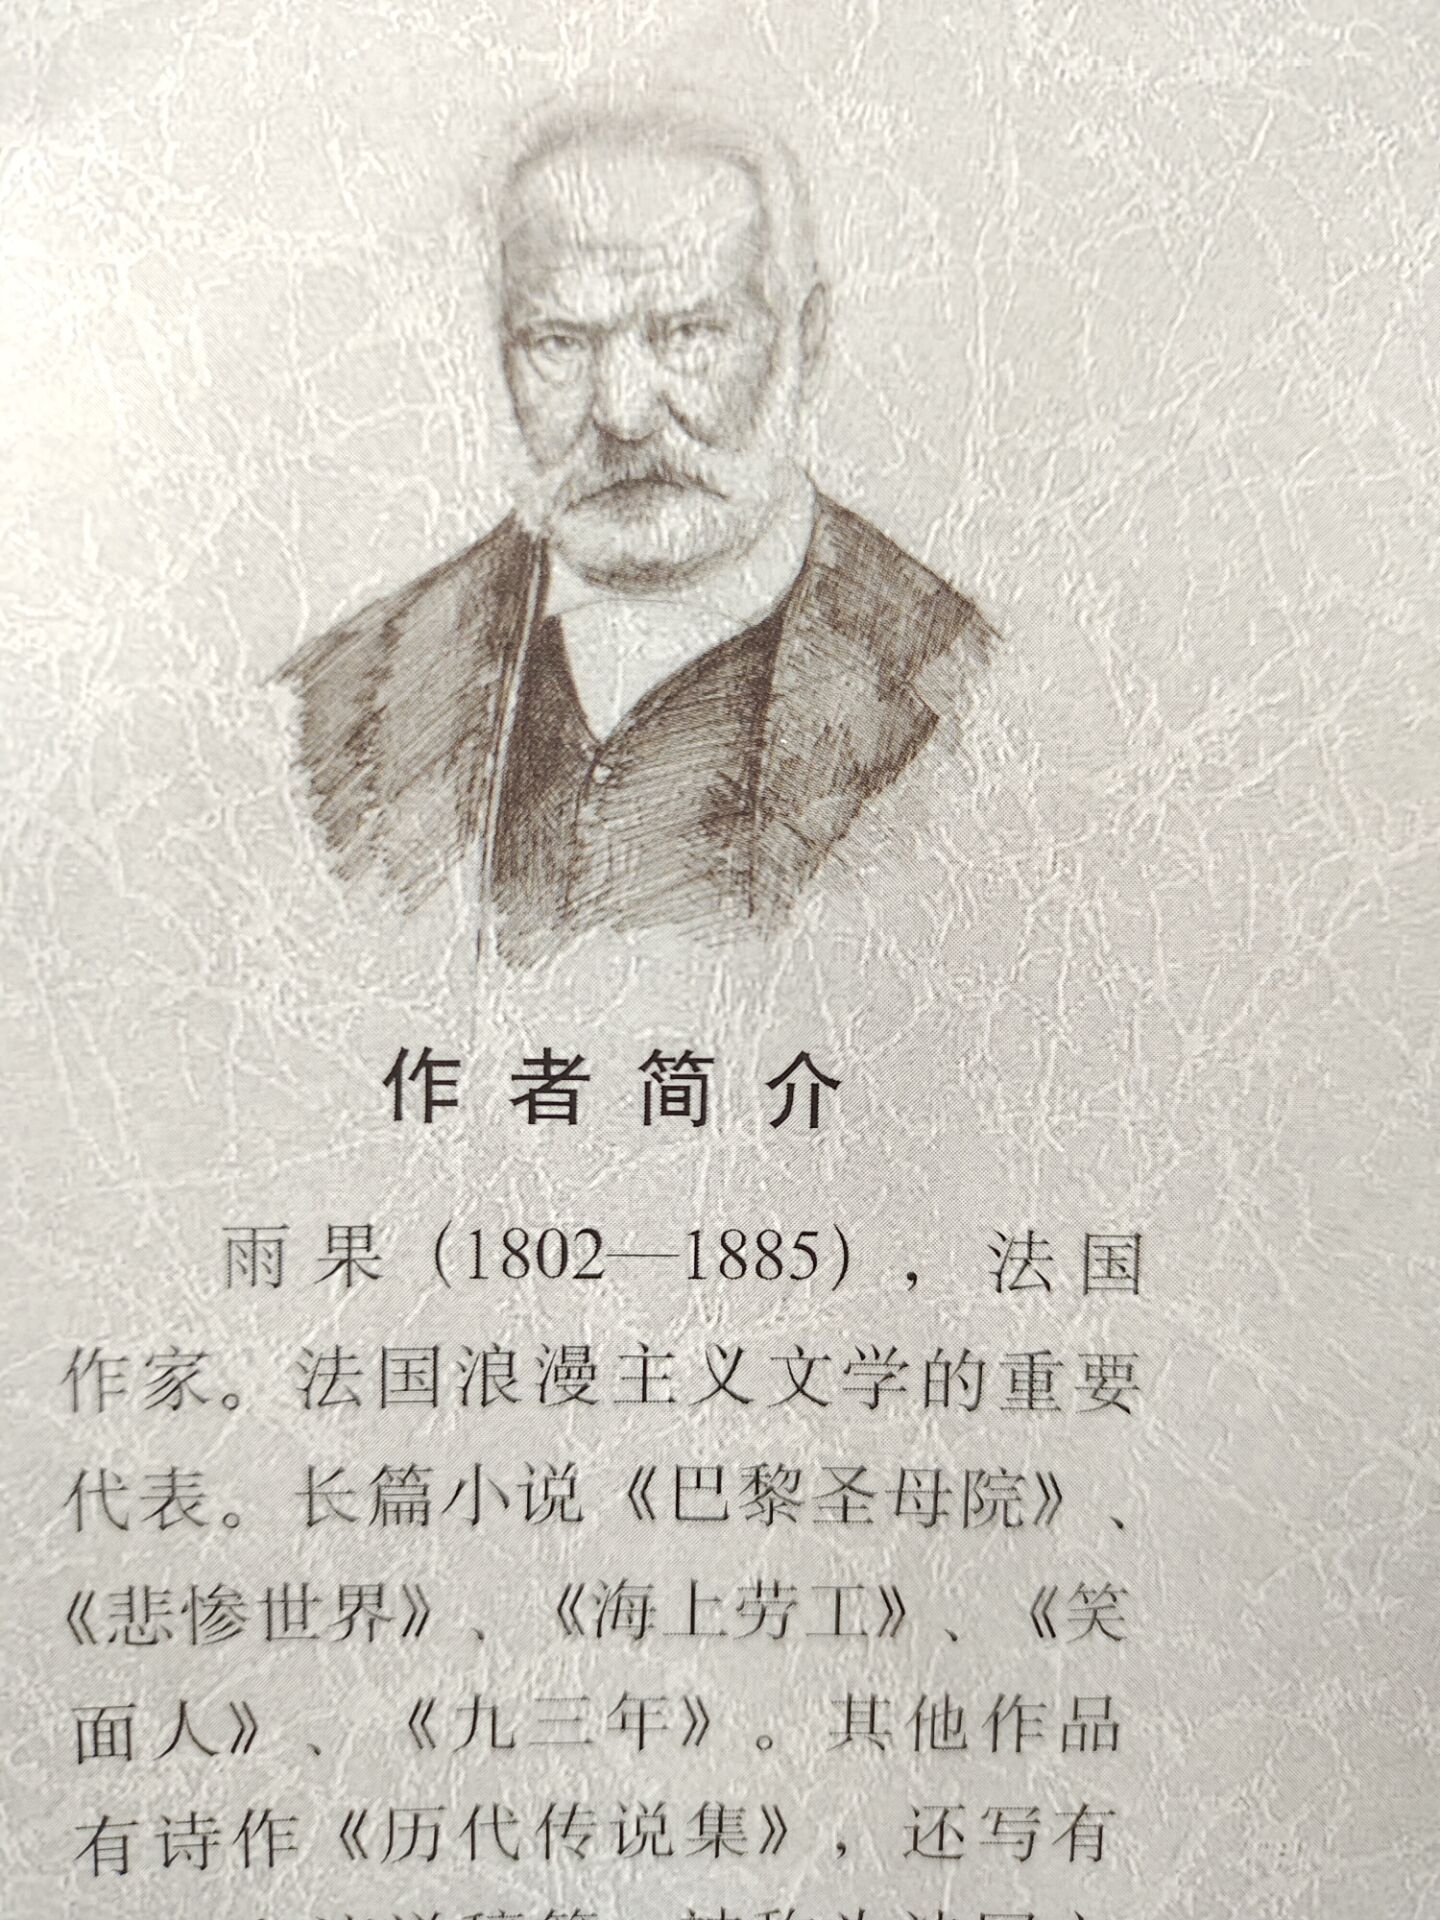 作者简介
雨果（1802—1885），法国
作家。法国浪漫主义文学的重要
代表。长篇小说《巴黎圣母院》、
《悲惨世界》、《海上劳工》、《笑
面人》、《九三年》。其他作品
有诗作《历代传说集》，还写有